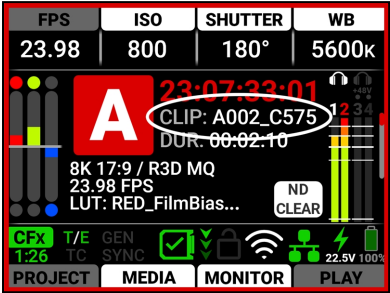 FPS ISO SHUTTER WB
23.98 800 180° 5600K
A
23:07:33:01
CLIP: A002_C575
DUR: 00:02:10
+48V
1 2 3 4
8K 17:9 / R3D MQ
23.98 FPS
LUT: RED_FilmBias...
ND
CLEAR
CFx T/E GEN
1:26 TC SYNC
22.5V 100%
PROJECT MEDIA MONITOR PLAY